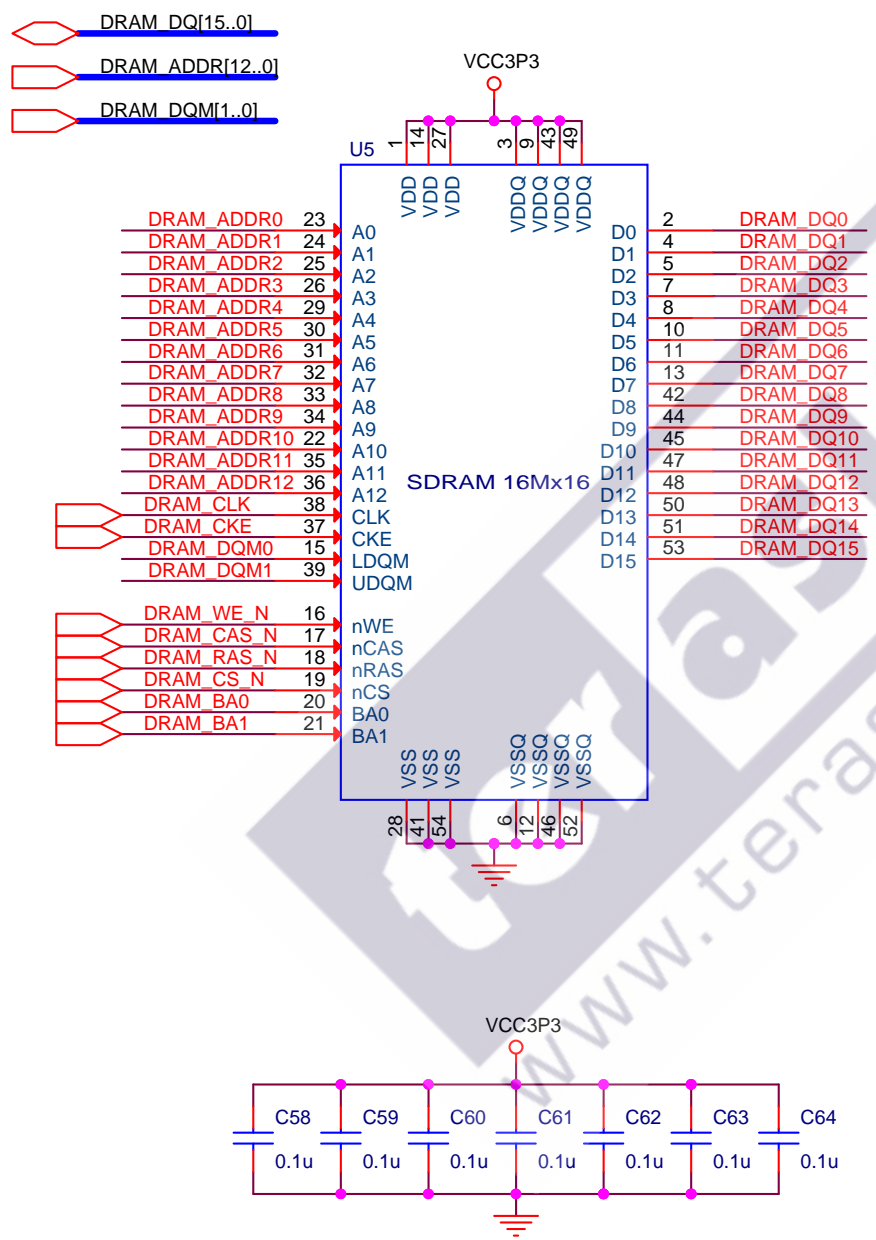 DRAM_DQ[15..0]
DRAM_ADDR[12..0]
DRAM_DQM[1..0]
VCC3P3
U5
1 14 27 3 9 43 49
VDD VDD VDD VDDQ VDDQ VDDQ VDDQ
DRAM_ADDR0 23 A0 D0 2 DRAM_DQ0
DRAM_ADDR1 24 A1 D1 4 DRAM_DQ1
DRAM_ADDR2 25 A2 D2 5 DRAM_DQ2
DRAM_ADDR3 26 A3 D3 7 DRAM_DQ3
DRAM_ADDR4 29 A4 D4 8 DRAM_DQ4
DRAM_ADDR5 30 A5 D5 10 DRAM_DQ5
DRAM_ADDR6 31 A6 D6 11 DRAM_DQ6
DRAM_ADDR7 32 A7 D7 13 DRAM_DQ7
DRAM_ADDR8 33 A8 D8 42 DRAM_DQ8
DRAM_ADDR9 34 A9 D9 44 DRAM_DQ9
DRAM_ADDR10 22 A10 D10 45 DRAM_DQ10
DRAM_ADDR11 35 A11 D11 47 DRAM_DQ11
DRAM_ADDR12 36 A12 SDRAM 16Mx16 D12 48 DRAM_DQ12
DRAM_CLK 38 CLK D13 50 DRAM_DQ13
DRAM_CKE 37 CKE D14 51 DRAM_DQ14
DRAM_DQM0 15 LDQM D15 53 DRAM_DQ15
DRAM_DQM1 39 UDQM
DRAM_WE_N 16 nWE
DRAM_CAS_N 17 nCAS
DRAM_RAS_N 18 nRAS
DRAM_CS_N 19 nCS
DRAM_BA0 20 BA0
DRAM_BA1 21 BA1
VSS VSS VSS VSSQ VSSQ VSSQ VSSQ
28 41 54 6 12 46 52
teras
www.teras
VCC3P3
C58 C59 C60 C61 C62 C63 C64
0.1u 0.1u 0.1u 0.1u 0.1u 0.1u 0.1u